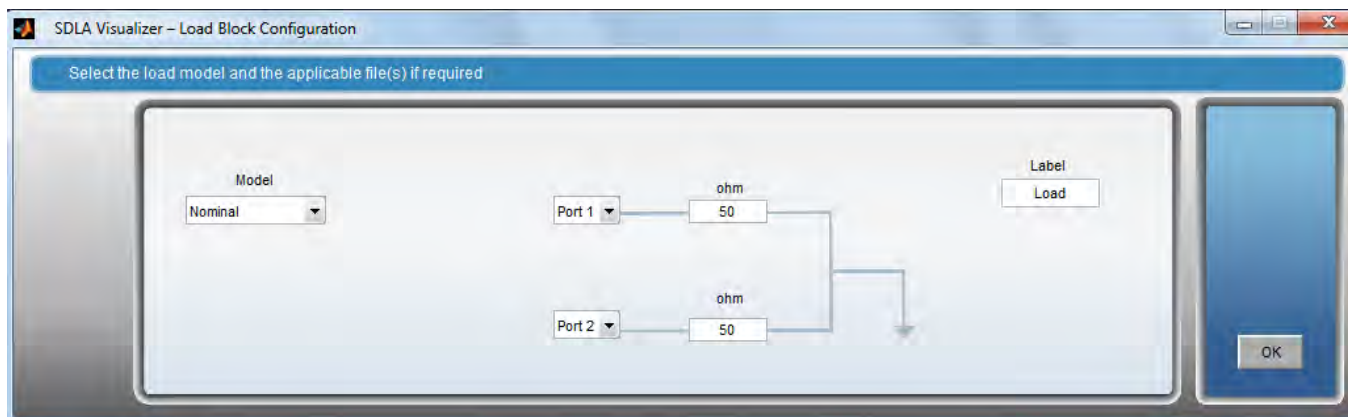 SDLA Visualizer – Load Block Configuration
Select the load model and the applicable file(s) if required
Model
Nominal
Port 1
ohm
50
Port 2
ohm
50
Label
Load
OK